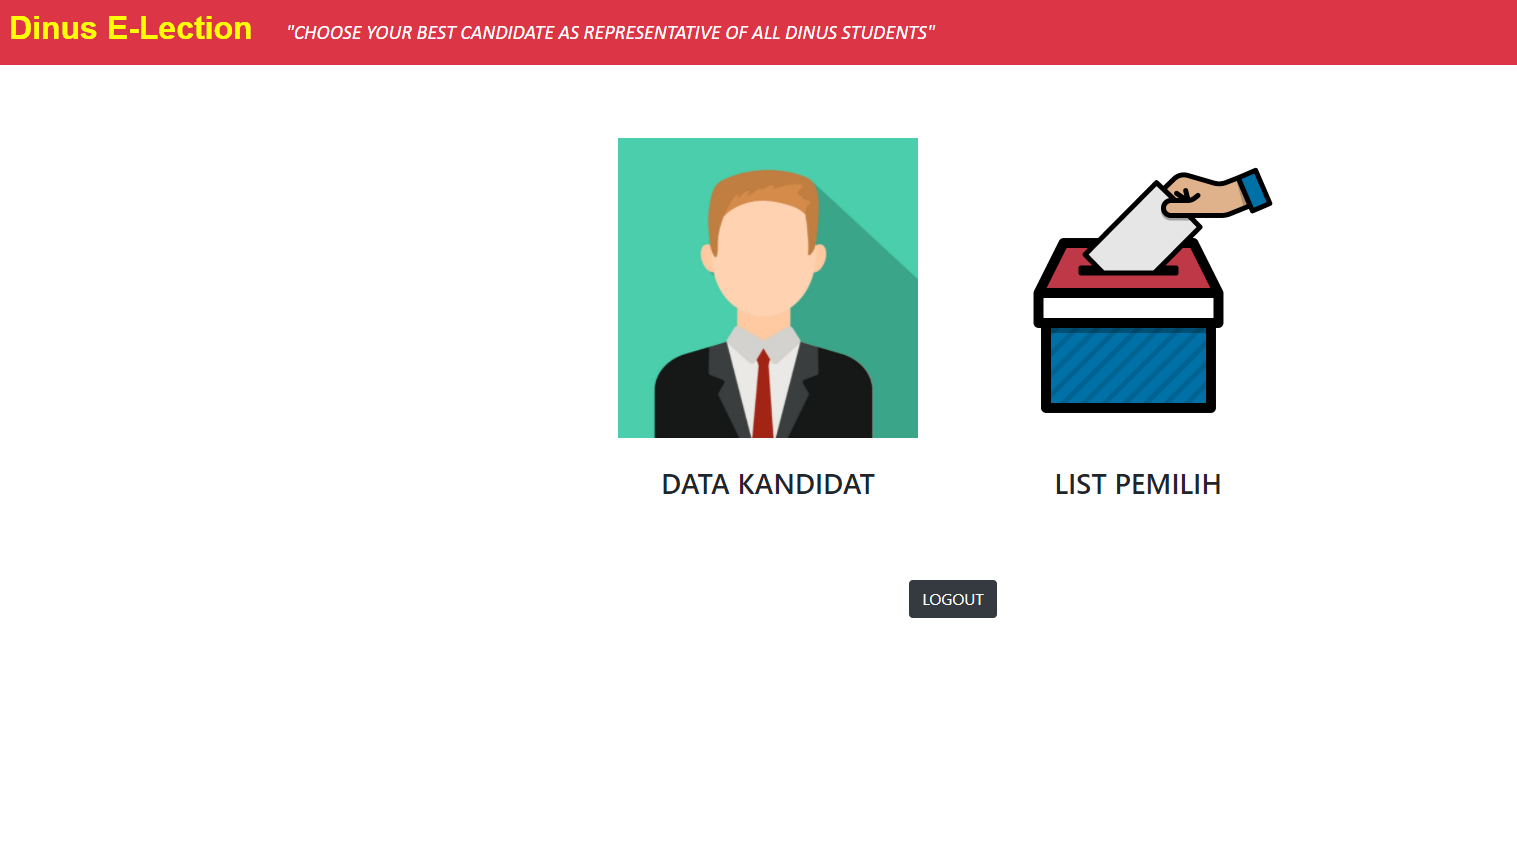 Dinus E-Lection "CHOOSE YOUR BEST CANDIDATE AS REPRESENTATIVE OF ALL DINUS STUDENTS"
DATA KANDIDAT
LIST PEMILIH
LOGOUT